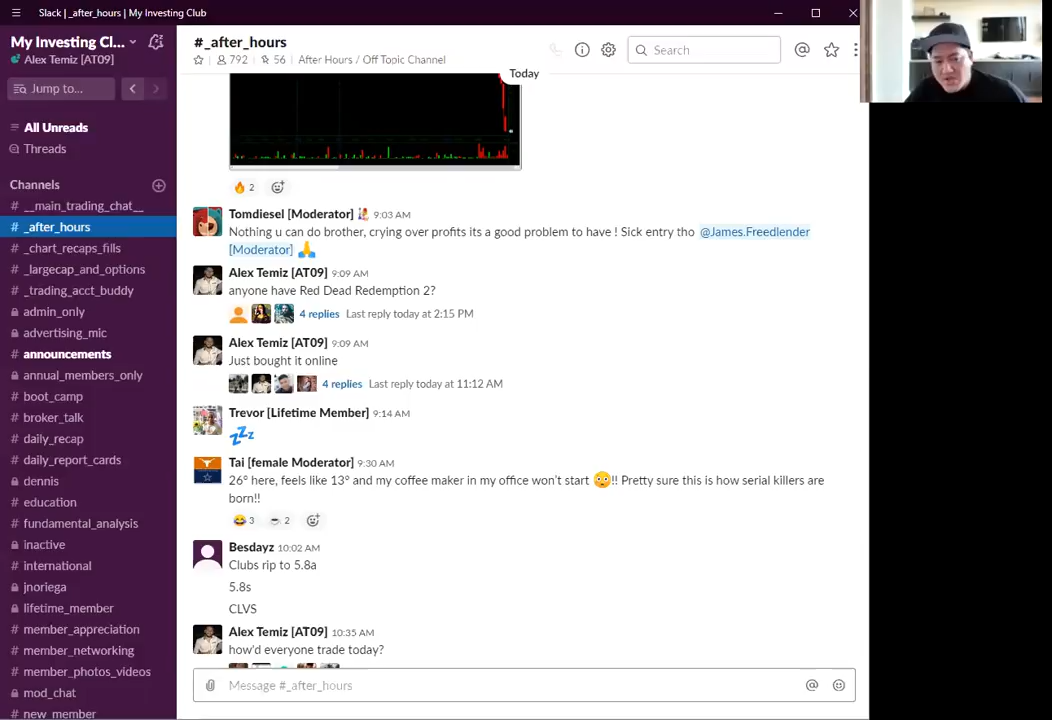 Slack | _after_hours | My Investing Club
My Investing Cl...
Alex Temiz [AT09]
Jump to...
All Unreads
Threads
Channels
# __main_trading_chat__
# _after_hours
# _chart_recaps_fills
# _largecap_and_options
# _trading_acct_buddy
admin_only
advertising_mic
announcements
annual_members_only
# boot_camp
# broker_talk
# daily_recap
# daily_report_cards
# dennis
# education
# fundamental_analysis
# inactive
# international
jnoriega
lifetime_member
# member_appreciation
# member_networking
# member_photos_videos
mod_chat
# new_member
#_after_hours
792
56
After Hours / Off Topic Channel
Search
Today
🔥 2
Tomdiesel [Moderator] 9:03 AM
Nothing u can do brother, crying over profits its a good problem to have ! Sick entry tho @James.Freedlender
[Moderator] 🙏
Alex Temiz [AT09] 9:09 AM
anyone have Red Dead Redemption 2?
4 replies Last reply today at 2:15 PM
Alex Temiz [AT09] 9:09 AM
Just bought it online
4 replies Last reply today at 11:12 AM
Trevor [Lifetime Member] 9:14 AM
💤
Tai [female Moderator] 9:30 AM
26° here, feels like 13° and my coffee maker in my office won't start 😳!! Pretty sure this is how serial killers are
born!!
😂 3 ☕ 2
Besdayz 10:02 AM
Clubs rip to 5.8a
5.8s
CLVS
Alex Temiz [AT09] 10:35 AM
how'd everyone trade today?
Message #_after_hours